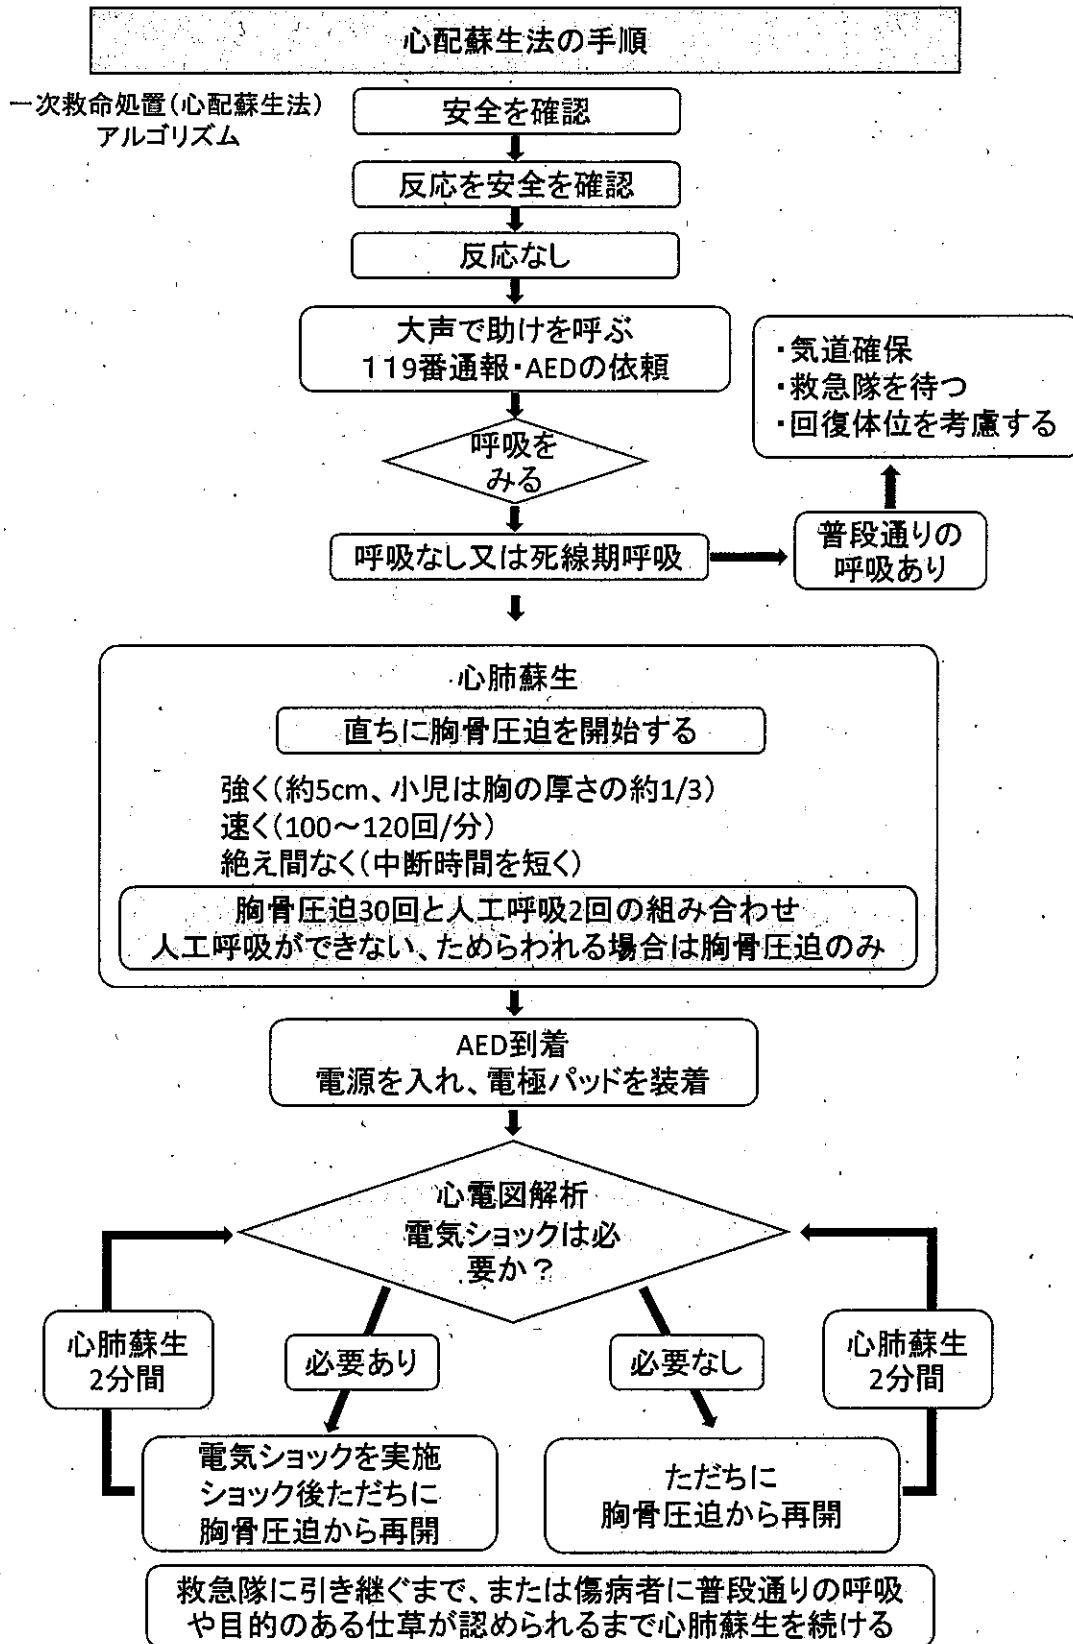 心配蘇生法の手順
一次救命処置(心配蘇生法)
アルゴリズム
安全を確認
反応を安全を確認
反応なし
大声で助けを呼ぶ
119番通報・AEDの依頼
呼吸を
みる
・気道確保
・救急隊を待つ
・回復体位を考慮する
呼吸なし又は死線期呼吸
普段通りの
呼吸あり
心肺蘇生
直ちに胸骨圧迫を開始する
強く(約5cm、小児は胸の厚さの約1/3)
速く(100～120回/分)
絶え間なく(中断時間を短く)
胸骨圧迫30回と人工呼吸2回の組み合わせ
人工呼吸ができない、ためらわれる場合は胸骨圧迫のみ
AED到着
電源を入れ、電極パッドを装着
心電図解析
電気ショックは必
要か？
心肺蘇生
2分間
必要あり
必要なし
心肺蘇生
2分間
電気ショックを実施
ショック後ただちに
胸骨圧迫から再開
ただちに
胸骨圧迫から再開
救急隊に引き継ぐまで、または傷病者に普段通りの呼吸
や目的のある仕草が認められるまで心肺蘇生を続ける